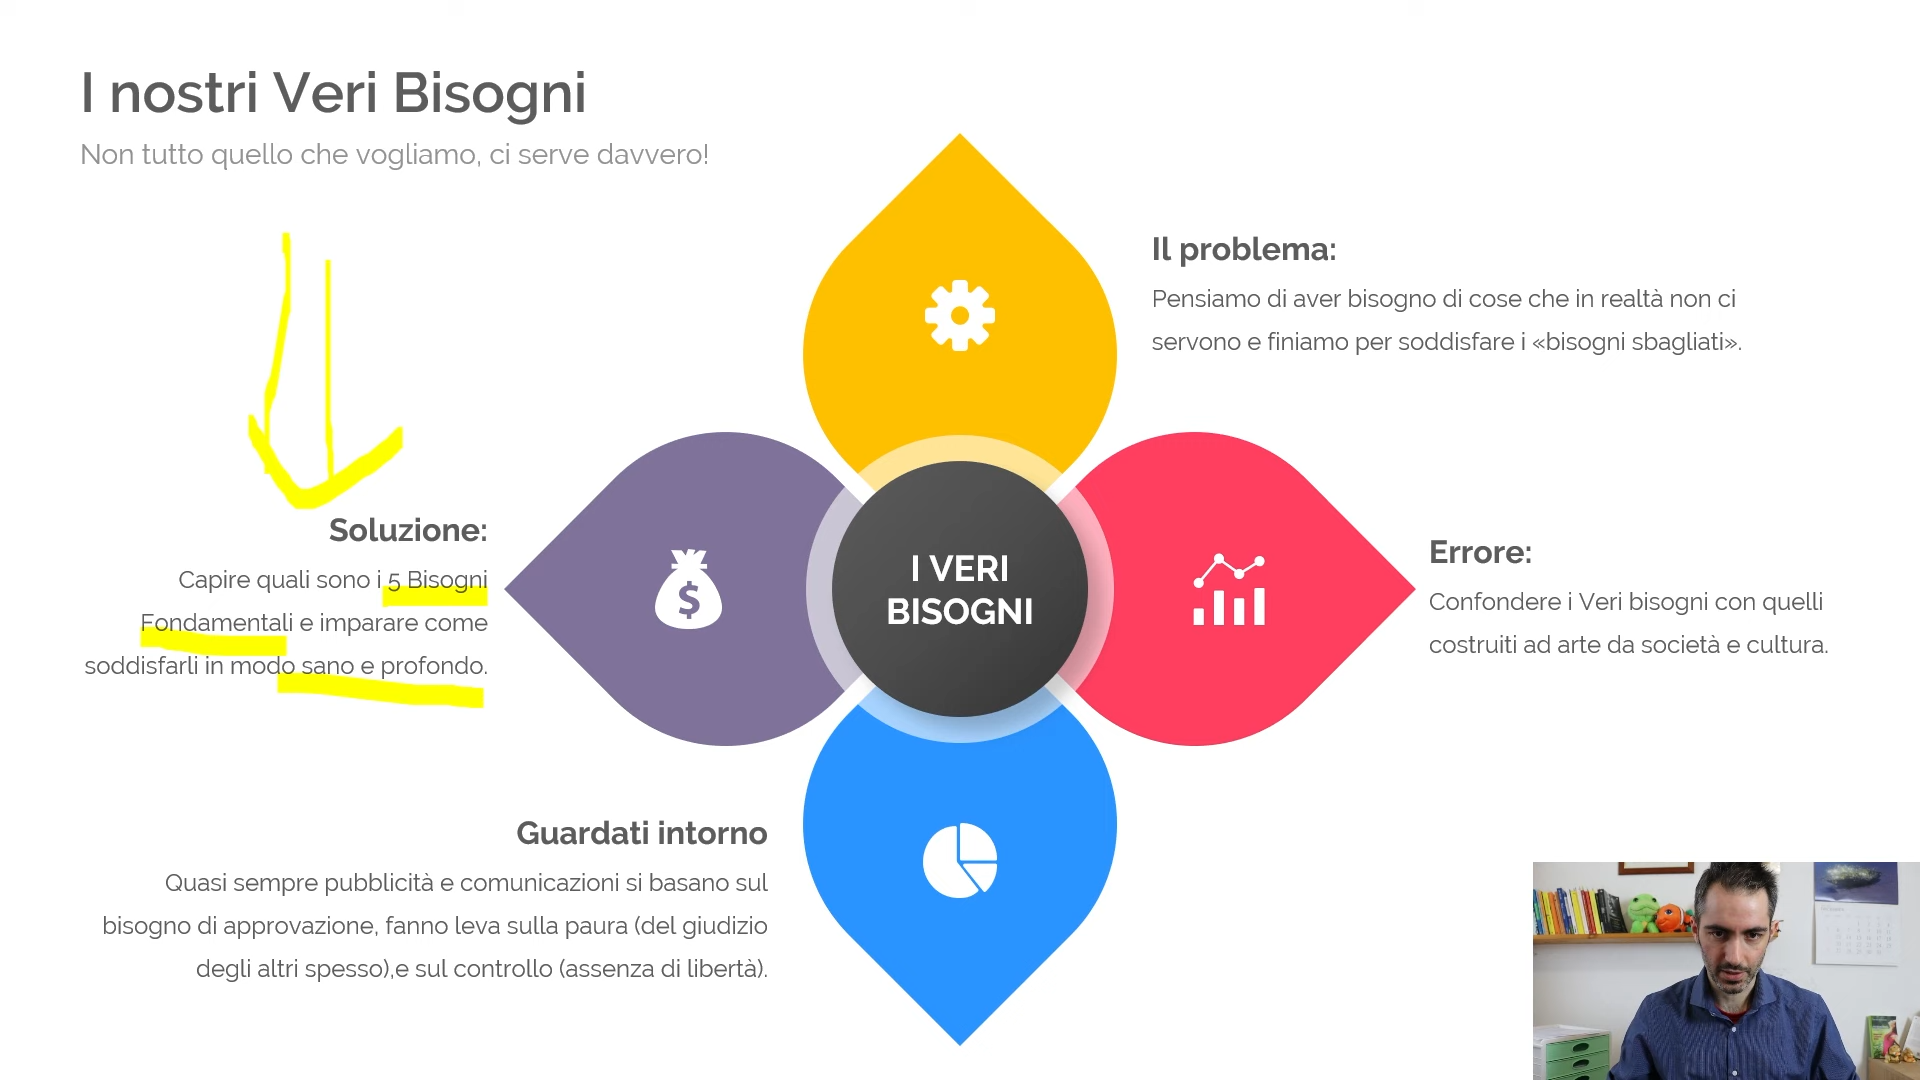 I nostri Veri Bisogni
Non tutto quello che vogliamo, ci serve davvero!
Il problema:
Pensiamo di aver bisogno di cose che in realtà non ci
servono e finiamo per soddisfare i «bisogni sbagliati».
Soluzione:
Capire quali sono i 5 Bisogni
Fondamentali e imparare come
soddisfarli in modo sano e profondo.
$
I VERI
BISOGNI
Errore:
Confondere i Veri bisogni con quelli
costruiti ad arte da società e cultura.
Guardati intorno
Quasi sempre pubblicità e comunicazioni si basano sul
bisogno di approvazione, fanno leva sulla paura (del giudizio
degli altri spesso),e sul controllo (assenza di libertà).